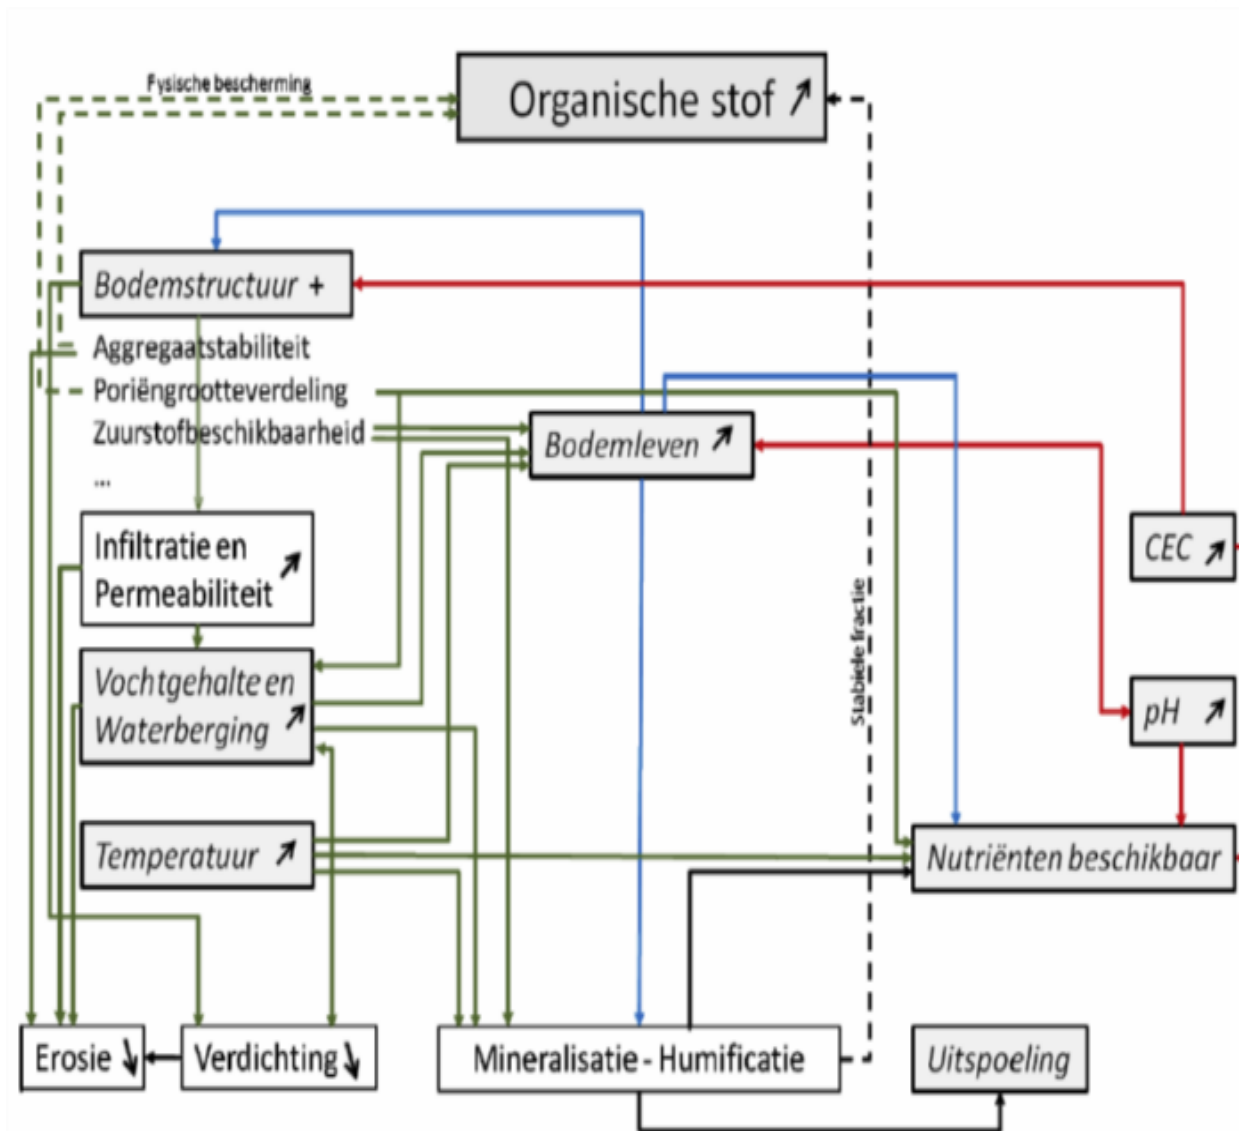 Fysische bescherming
Organische stof
Bodemstructuur +
Aggregaatstabiliteit
Poriëngrootteverdeling
Zuurstofbeschikbaarheid
...
Bodemleven
Infiltratie en
Permeabiliteit
CEC
Stabiele fractie
Vochtgehalte en
Waterberging
pH
Temperatuur
Nutriënten beschikbaar
Erosie
Verdichting
Mineralisatie - Humificatie
Uitspoeling